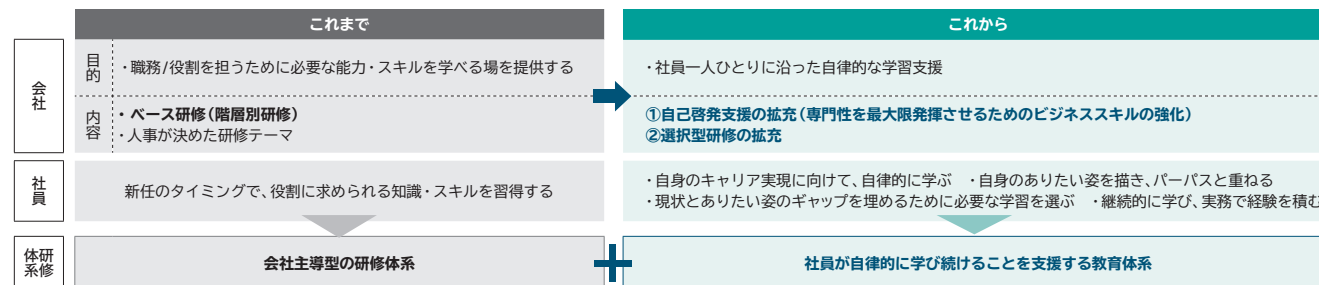 これまで
これから
会社
目的
・職務/役割を担うために必要な能力・スキルを学べる場を提供する
・社員一人ひとりに沿った自律的な学習支援
内容
・ベース研修（階層別研修）
・人事が決めた研修テーマ
①自己啓発支援の拡充（専門性を最大限発揮させるためのビジネススキルの強化）
②選択型研修の拡充
社員
新任のタイミングで、役割に求められる知識・スキルを習得する
・自身のキャリア実現に向けて、自律的に学ぶ　・自身のありたい姿を描き、パーパスと重ねる
・現状とありたい姿のギャップを埋めるために必要な学習を選ぶ　・継続的に学び、実務で経験を積む
研修体系
会社主導型の研修体系
社員が自律的に学び続けることを支援する教育体系